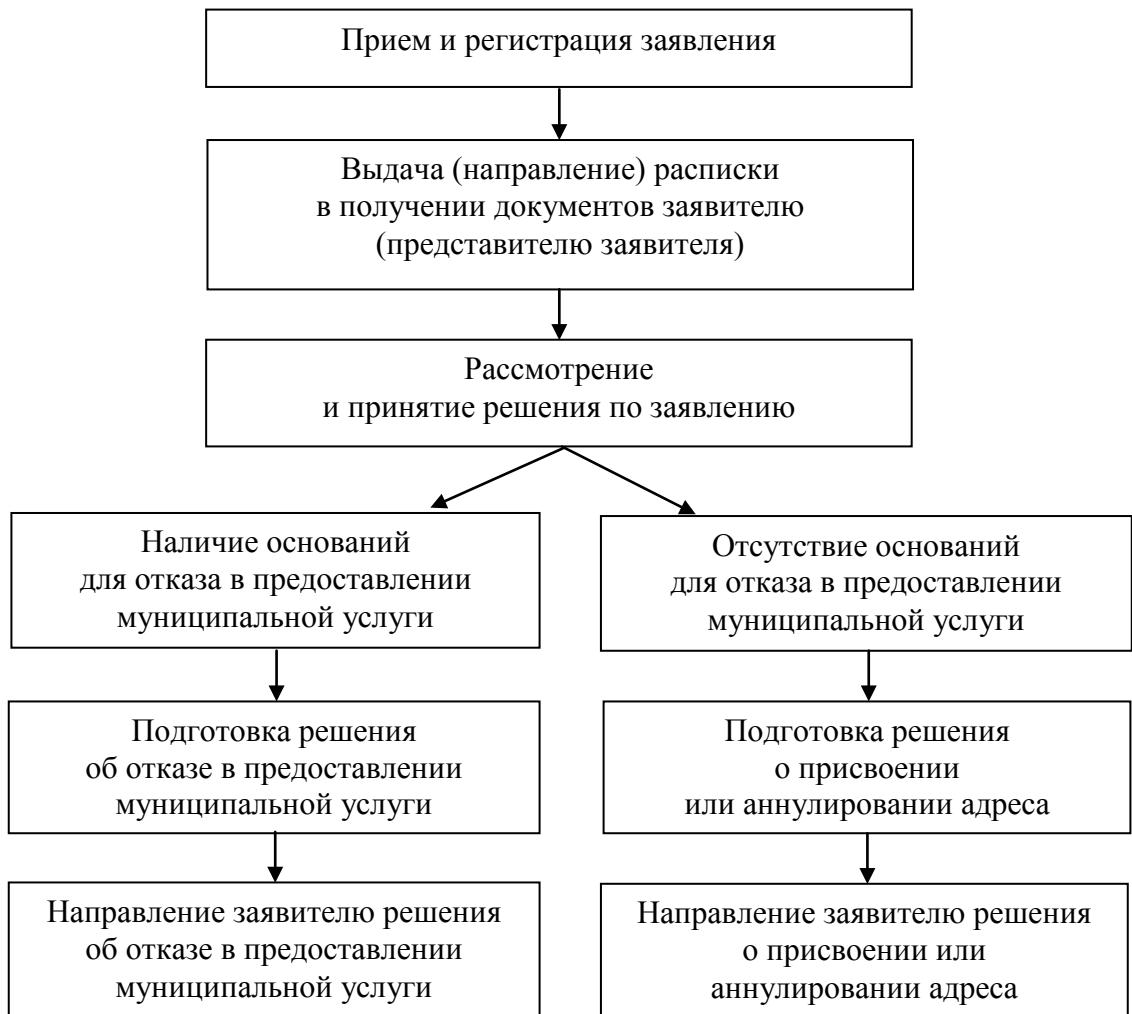 Прием и регистрация заявления
Выдача (направление) расписки
в получении документов заявителю
(представителю заявителя)
Рассмотрение
и принятие решения по заявлению
Наличие оснований
для отказа в предоставлении
муниципальной услуги
Отсутствие оснований
для отказа в предоставлении
муниципальной услуги
Подготовка решения
об отказе в предоставлении
муниципальной услуги
Подготовка решения
о присвоении
или аннулировании адреса
Направление заявителю решения
об отказе в предоставлении
муниципальной услуги
Направление заявителю решения
о присвоении или
аннулировании адреса